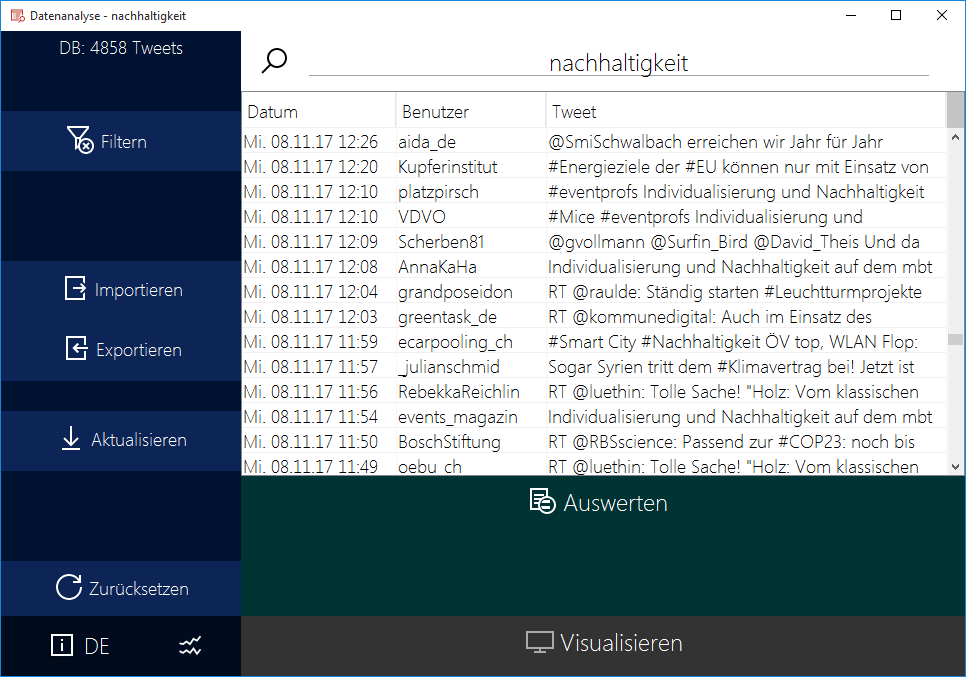 Datenanalyse - nachhaltigkeit
DB: 4858 Tweets
Filtern
Importieren
Exportieren
Aktualisieren
Zurücksetzen
DE
nachhaltigkeit
Datum Benutzer Tweet
Mi. 08.11.17 12:26 aida_de @SmiSchwalbach erreichen wir Jahr für Jahr
Mi. 08.11.17 12:20 Kupferinstitut #Energieziele der #EU können nur mit Einsatz von
Mi. 08.11.17 12:10 platzpirsch #eventprofs Individualisierung und Nachhaltigkeit
Mi. 08.11.17 12:10 VDVO #Mice #eventprofs Individualisierung und
Mi. 08.11.17 12:09 Scherben81 @gvollmann @Surfin_Bird @David_Theis Und da
Mi. 08.11.17 12:08 AnnaKaHa Individualisierung und Nachhaltigkeit auf dem mbt
Mi. 08.11.17 12:04 grandposeidon RT @raulde: Ständig starten #Leuchtturmprojekte
Mi. 08.11.17 12:03 greentask_de RT @kommunedigital: Auch im Einsatz des
Mi. 08.11.17 11:59 ecarpooling_ch #Smart City #Nachhaltigkeit ÖV top, WLAN Flop:
Mi. 08.11.17 11:57 _julianschmid Sogar Syrien tritt dem #Klimavertrag bei! Jetzt ist
Mi. 08.11.17 11:56 RebekkaReichlin RT @luethin: Tolle Sache! "Holz: Vom klassischen
Mi. 08.11.17 11:54 events_magazin Individualisierung und Nachhaltigkeit auf dem mbt
Mi. 08.11.17 11:50 BoschStiftung RT @RBSscience: Passend zur #COP23: noch bis
Mi. 08.11.17 11:49 oebu_ch RT @luethin: Tolle Sache! "Holz: Vom klassischen
Auswerten
Visualisieren